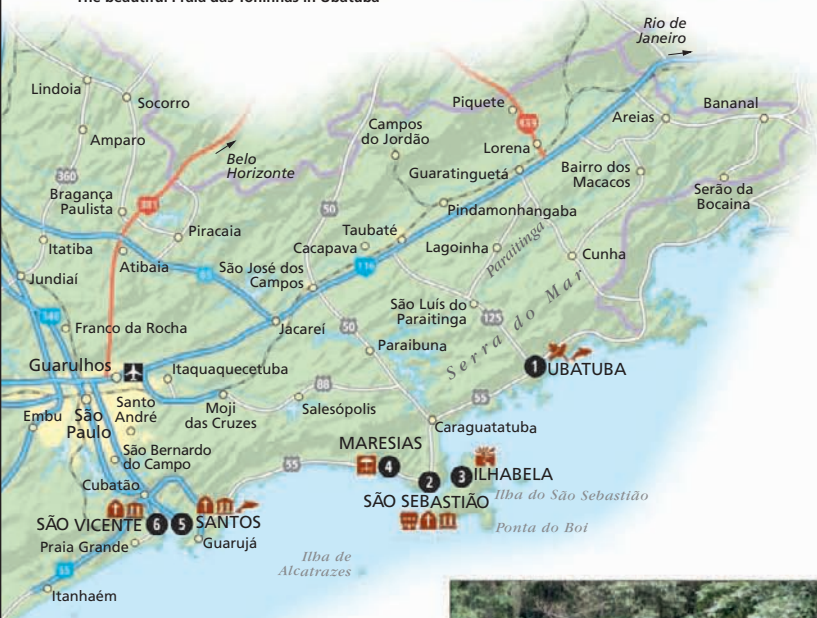 The beautiful Praia das Toninhas in Ubatuba
Rio de
Janeiro
Lindoia
Socorro
Piquete
Bananal
Areias
Campos
do Jordão
Amparo
Lorena
Belo
Horizonte
Guaratinguetá
Bairro dos
Macacos
360
Serão da
Bocaina
Bragança
Paulista
381
50
Pindamonhangaba
Piracaia
Taubaté
Cacapava
Lagoinha
Paraitinga
Itatiba
Atibaia
Cunha
Jundiaí
65
São José dos
Campos
116
Serra do Mar
São Luís do
Paraitinga
125
Franco da Rocha
Jacareí
50
Paraibuna
Guarulhos
Itaquaquecetuba
1 UBATUBA
88
Embu
São
Paulo
Santo
André
Moji
das Cruzes
Salesópolis
55
Caraguatatuba
São Bernardo
do Campo
MARESIAS
4
55
Cubatão
2
3 ILHABELA
SÃO SEBASTIÃO
Ilha do São Sebastião
SÃO VICENTE 6
5 SANTOS
Ponta do Boi
Praia Grande
Guarujá
Ilha de
Alcatrazes
55
Itanhaém